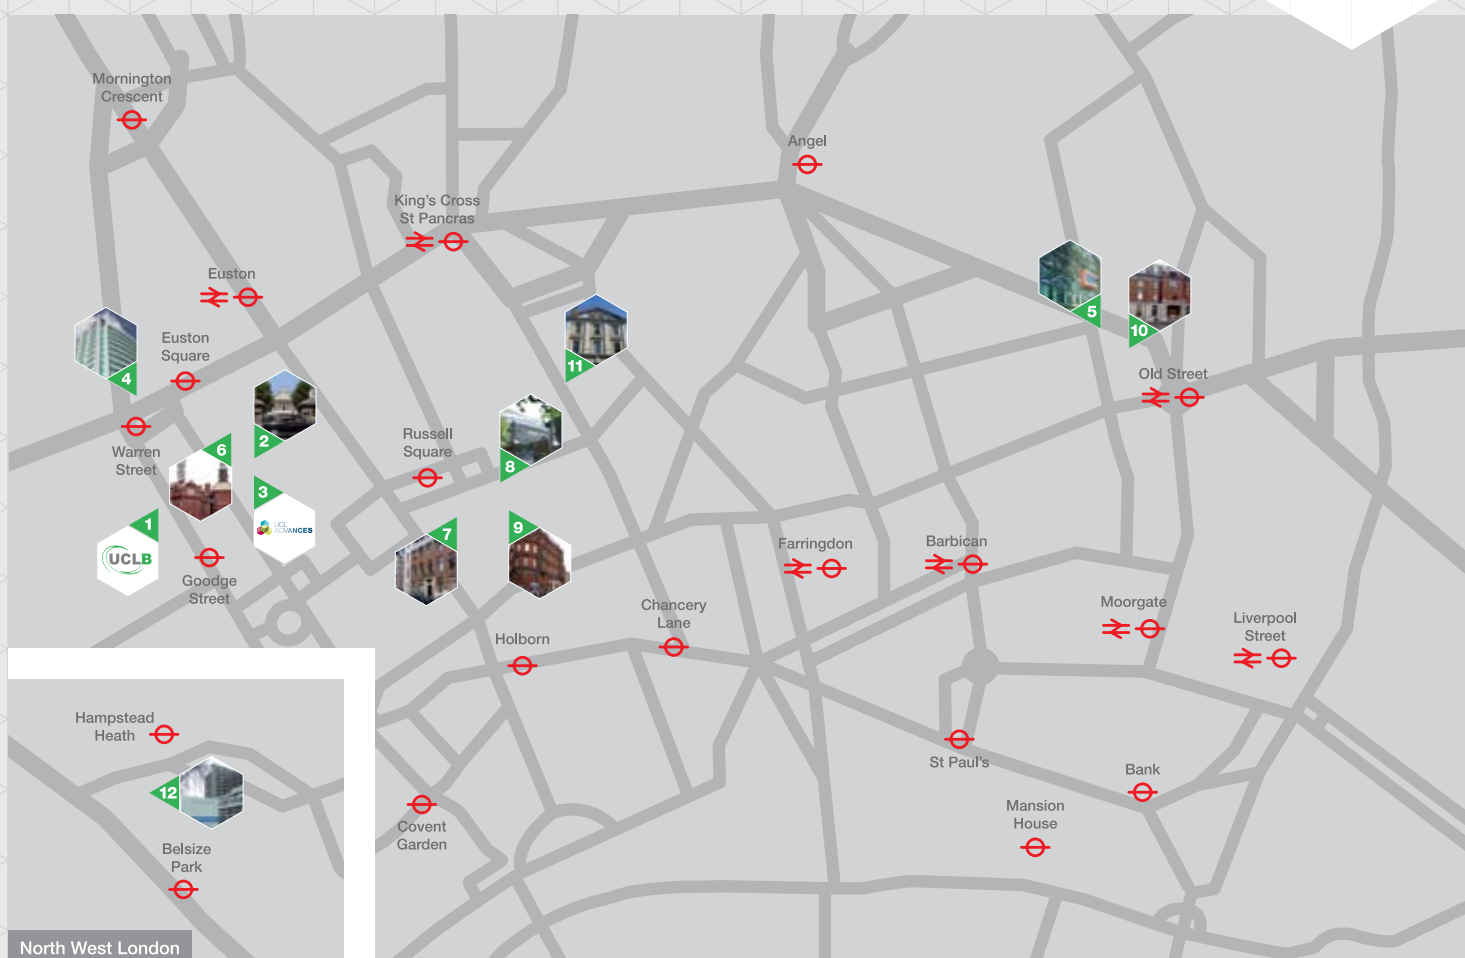 Mornington
Crescent
Angel
King's Cross
St Pancras
Euston
Euston
Square
4
5
10
11
Old Street
Warren
Street
6
2
Russell
Square
8
3
UCL
ADVANCES
1
UCLB
7
9
Goodge
Street
Farringdon
Barbican
Chancery
Lane
Moorgate
Liverpool
Street
Holborn
Hampstead
Heath
St Paul's
Bank
12
Mansion
House
Covent
Garden
Belsize
Park
North West London